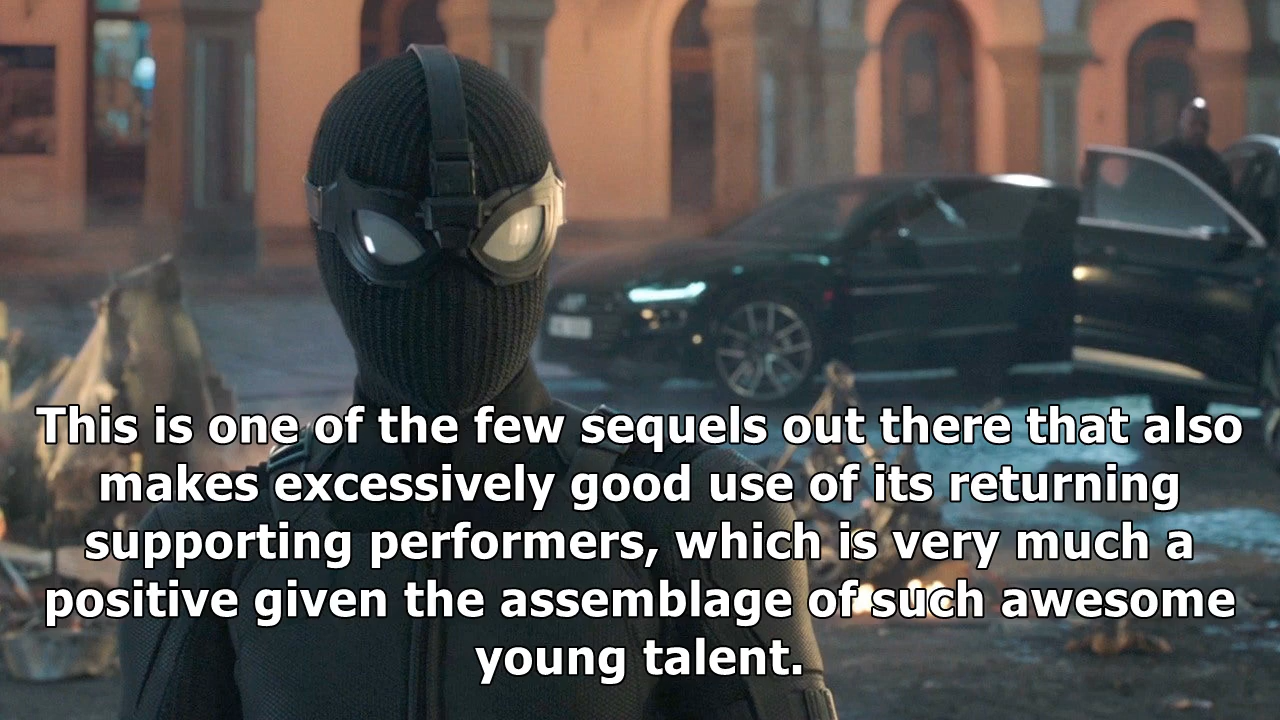 This is one of the few sequels out there that also
makes excessively good use of its returning
supporting performers, which is very much a
positive given the assemblage of such awesome
young talent.